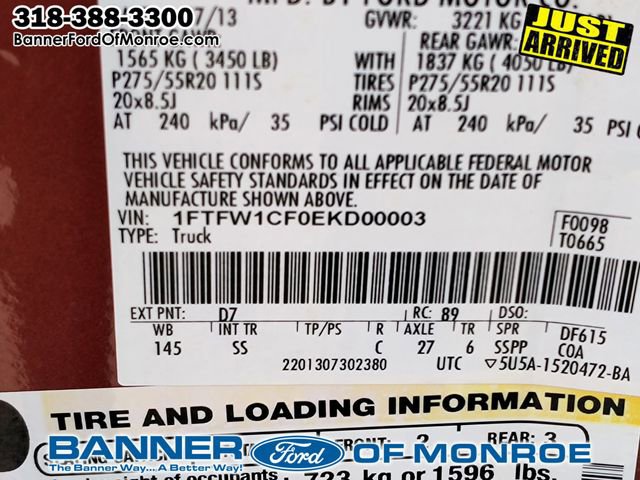 318-388-3300
BannerFordOfMonroe.com
JUST
ARRIVED
7/13
GVWR: 3221 KG
REAR GAWR:
1565 KG ( 3450 LB) WITH 1837 KG ( 4050 LB)
P275/55R20 111S TIRES P275/55R20 111S
20x8.5J RIMS 20x8.5J
AT 240 kPa/ 35 PSI COLD AT 240 kPa/ 35 PSI
THIS VEHICLE CONFORMS TO ALL APPLICABLE FEDERAL MOTOR
VEHICLE SAFETY STANDARDS IN EFFECT ON THE DATE OF
MANUFACTURE SHOWN ABOVE.
VIN: 1FTFW1CF0EKD00003
TYPE: Truck
F0098
T0665
EXT PNT: D7 RC: 89 DSO:
WB INT TR TP/PS R AXLE TR SPR DF615
145 SS C 27 6 SSPP COA
2201307302380 UTC ▽5U5A-1520472-BA
TIRE AND LOADING INFORMATION
BANNER Ford OF MONROE
The Banner Way... A Better Way!
2 REAR: 3
of occupants 723 kg or 1596 lbs.